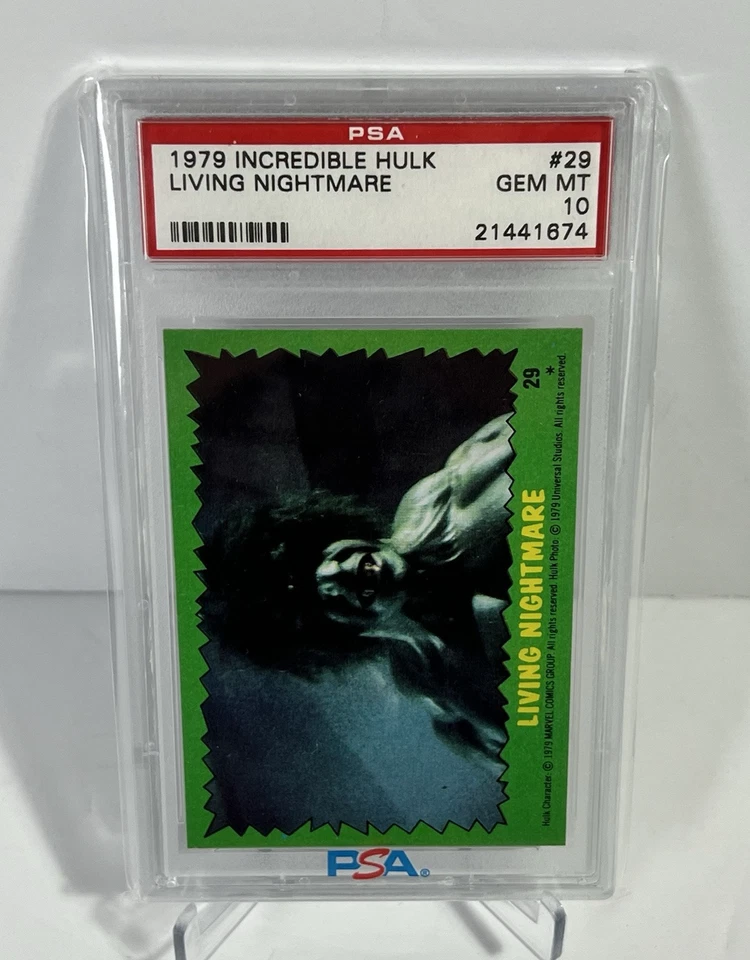 PSA
1979 INCREDIBLE HULK #29
LIVING NIGHTMARE GEM MT
10
21441674
29
*
LIVING NIGHTMARE
Hulk Character: © 1979 MARVEL COMICS GROUP. All rights reserved. Hulk Photo: © 1979 Universal Studios. All rights reserved.
PSA®